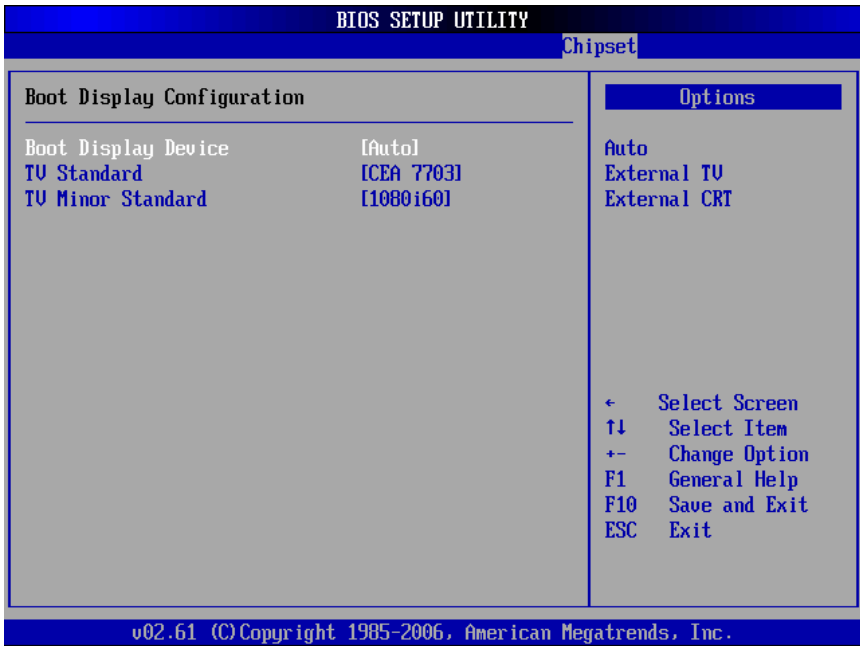 BIOS SETUP UTILITY
Chipset
Boot Display Configuration
Boot Display Device [Auto]
TV Standard [CEA 7703]
TV Minor Standard [1080i60]
Options
Auto
External TV
External CRT
← Select Screen
↑↓ Select Item
+- Change Option
F1 General Help
F10 Save and Exit
ESC Exit
v02.61 (C)Copyright 1985-2006, American Megatrends, Inc.